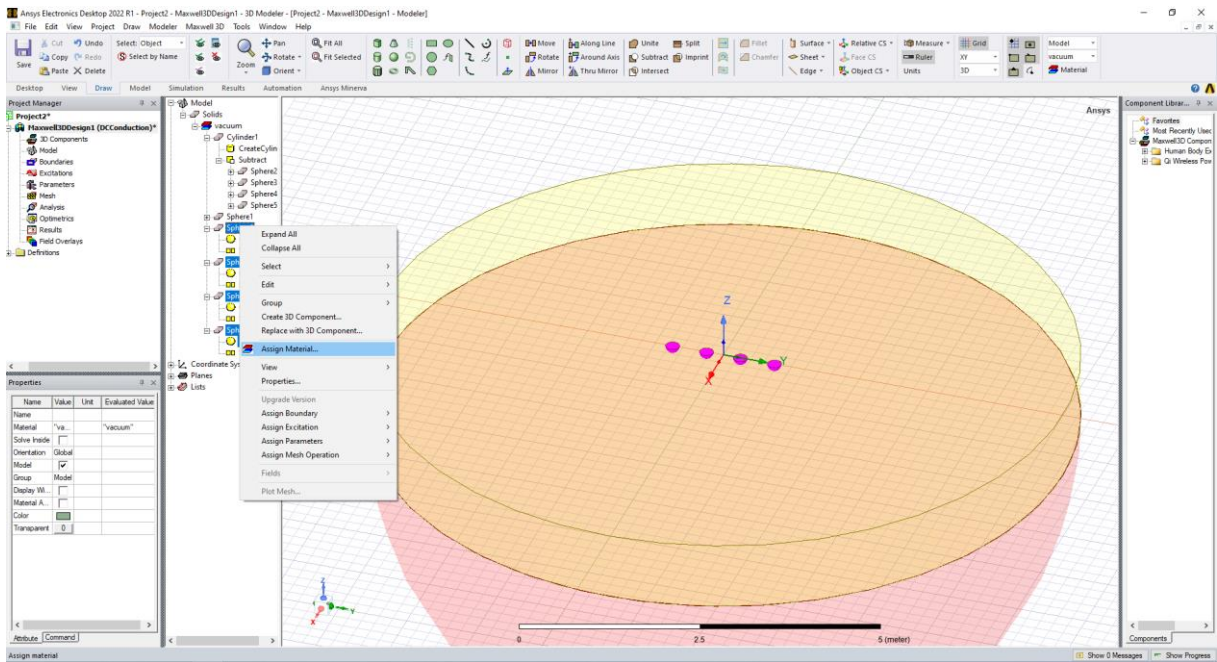 Ansys Electronics Desktop 2022 R1 - Project2 - Maxwell3DDesign1 - 3D Modeler - [Project2 - Maxwell3DDesign1 - Modeler]
File Edit View Project Draw Modeler Maxwell 3D Tools Window Help
Save
Cut Undo Select: Object
Copy Redo Select by Name
Paste Delete
Zoom
Pan
Rotate
Orient
Fit All
Fit Selected
Move Along Line Unite Split Fillet Surface Relative CS Measure Grid Model
Rotate Around Axis Subtract Imprint Chamfer Sheet Face CS Ruler XY vacuum
Mirror Thru Mirror Intersect Edge Object CS Units 3D Material
Desktop View Draw Model Simulation Results Automation Ansys Minerva
Project Manager
Project2*
Maxwell3DDesign1 (DCConduction)*
3D Components
Model
Boundaries
Excitations
Parameters
Mesh
Analysis
Optimetrics
Results
Field Overlays
Definitions
Properties
Name Value Unit Evaluated Value
Name
Material "va... "vacuum"
Solve Inside
Orientation Global
Model
Group Model
Display Wi...
Material A...
Color
Transparent 0
Attribute Command
Assign material
Model
Solids
vacuum
Cylinder1
CreateCylin
Subtract
Sphere2
Sphere3
Sphere4
Sphere5
Sphere1
Sph
Sph
Sph
Sph
Coordinate Sys
Planes
Lists
Expand All
Collapse All
Select
Edit
Group
Create 3D Component...
Replace with 3D Component...
Assign Material...
View
Properties...
Upgrade Version
Assign Boundary
Assign Excitation
Assign Parameters
Assign Mesh Operation
Fields
Plot Mesh...
Ansys
Z
Y
X
Z
Y
X
0 2.5 5 (meter)
Component Librar...
Favorites
Most Recently Used
Maxwell3D Compon
Human Body Ex
Qi Wireless Pow
Components
Show 0 Messages Show Progress